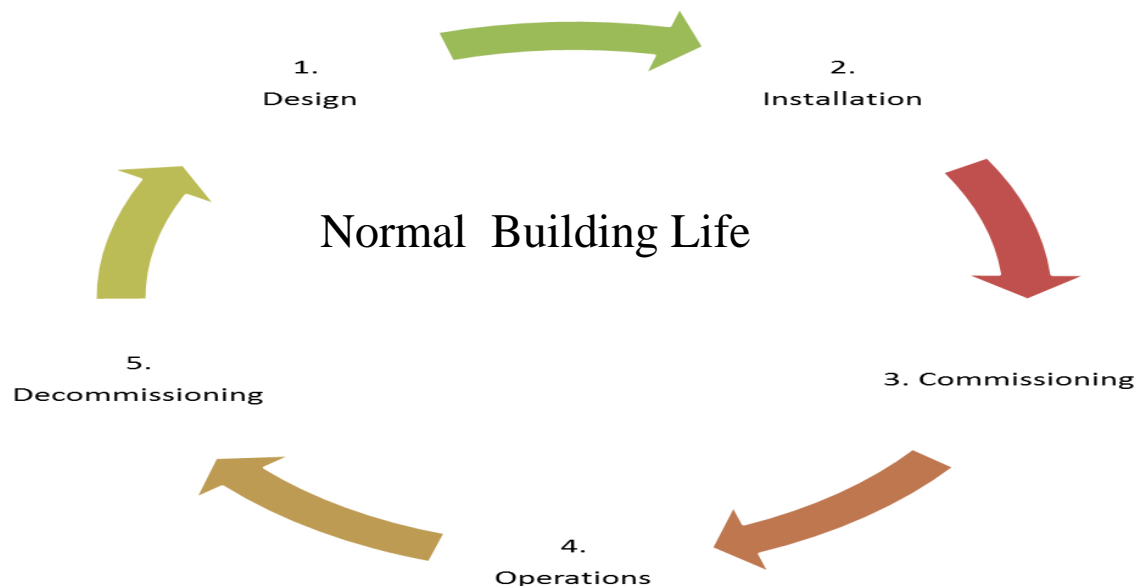 1.
Design
2.
Installation
Normal  Building Life
3. Commissioning
4.
Operations
5.
Decommissioning